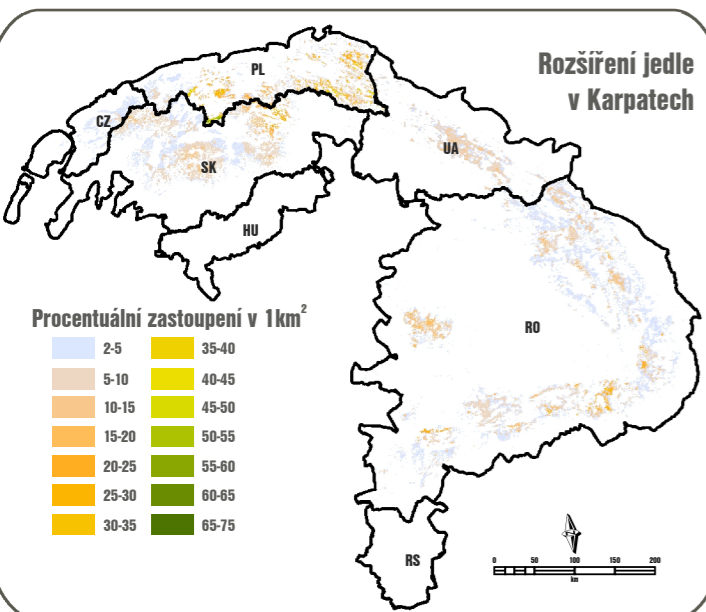 Rozšíření jedle
v Karpatech
PL
CZ
SK
UA
HU
RO
RS
Procentuální zastoupení v 1km²
2-5
5-10
10-15
15-20
20-25
25-30
30-35
35-40
40-45
45-50
50-55
55-60
60-65
65-75
0 50 100 150 200
km